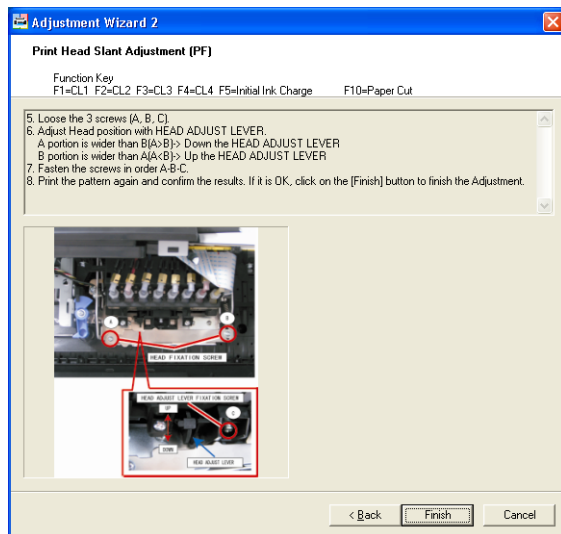 Adjustment Wizard 2
Print Head Slant Adjustment (PF)
Function Key
F1=CL1 F2=CL2 F3=CL3 F4=CL4 F5=Initial Ink Charge F10=Paper Cut
5. Loose the 3 screws (A, B, C).
6. Adjust Head position with HEAD ADJUST LEVER.
A portion is wider than B(A>B)-> Down the HEAD ADJUST LEVER
B portion is wider than A(A<B)-> Up the HEAD ADJUST LEVER
7. Fasten the screws in order A-B-C.
8. Print the pattern again and confirm the results. If it is OK, click on the [Finish] button to finish the Adjustment.
A
B
HEAD FIXATION SCREW
HEAD ADJUST LEVER FIXATION SCREW
UP
C
DOWN
HEAD ADJUST LEVER
< Back
Finish
Cancel